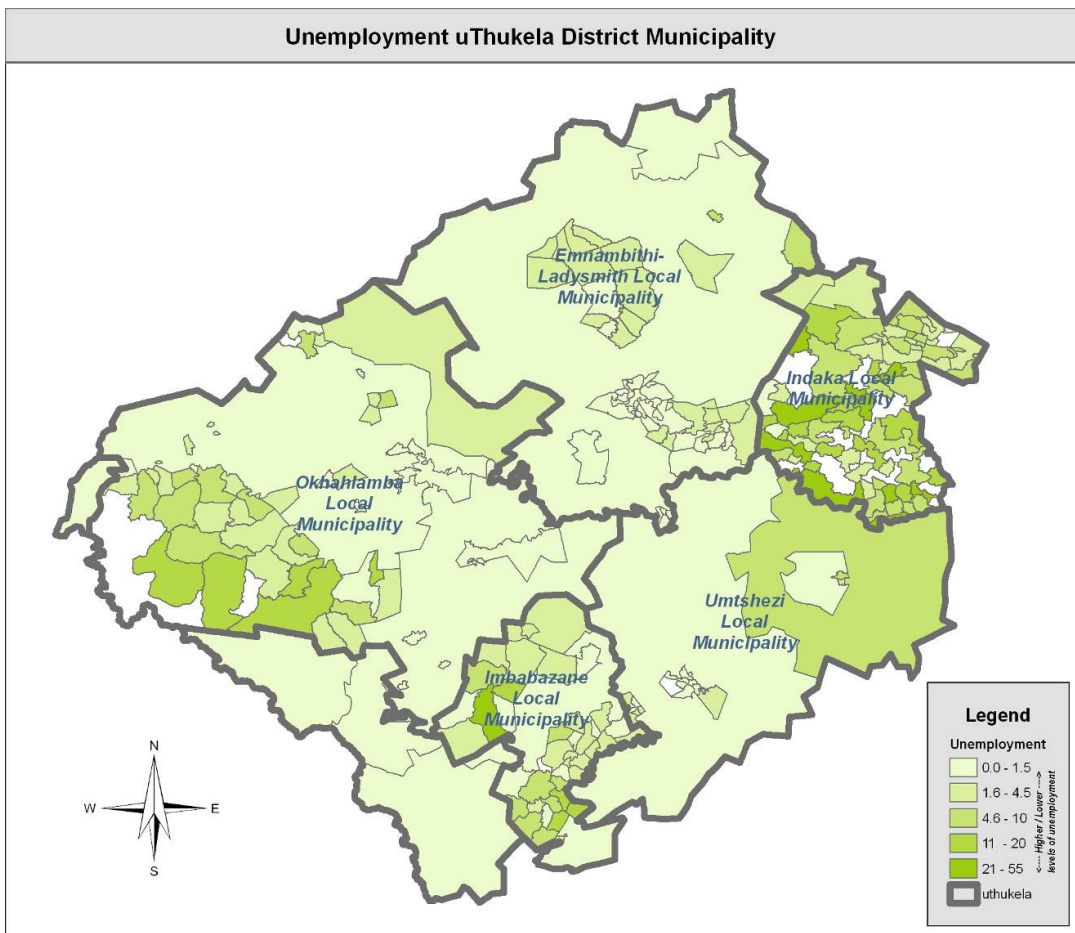 Unemployment uThukela District Municipality
Emnambithi-
Ladysmith Local
Municipality
Indaka Local
Municipality
Okhahlamba
Local
Municipality
Umtshezi
Local
Municipality
Imbabazane
Local
Municipality
N
W
E
S
Legend
Unemployment
0.0 - 1.5
1.6 - 4.5
4.6 - 10
11 - 20
21 - 55
uthukela
<---- Higher / Lower ---->
levels of unemployment